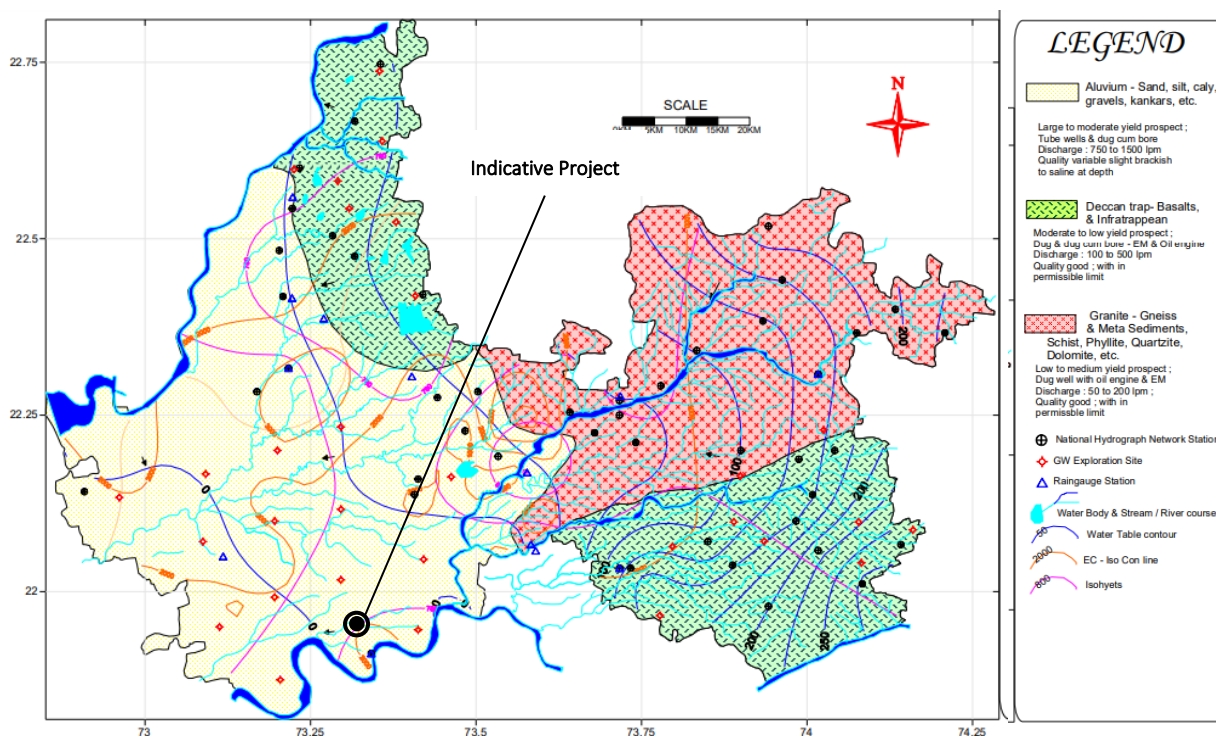 22.75
22.5
22.25
22
73
73.25
73.5
73.75
74
74.25
N
SCALE
0KM 5KM 10KM 15KM 20KM
Indicative Project
200
100
200
200
250
50
0
0
0
0
LEGEND
Aluvium - Sand, silt, caly,
gravels, kankars, etc.
Large to moderate yield prospect ;
Tube wells & dug cum bore
Discharge : 750 to 1500 lpm
Quality variable slight brackish
to saline at depth
Deccan trap- Basalts,
& Infratrappean
Moderate to low yield prospect ;
Dug & dug cum bore - EM & Oil engine
Discharge : 100 to 500 lpm
Quality good ; with in
permissible limit
Granite - Gneiss
& Meta Sediments,
Schist, Phyllite, Quartzite,
Dolomite, etc.
Low to medium yield prospect ;
Dug well with oil engine & EM
Discharge : 50 to 200 lpm ;
Quality good ; with in
permissble limit
National Hydrograph Network Station
GW Exploration Site
Raingauge Station
Water Body & Stream / River course
50 Water Table contour
2000 EC - Iso Con line
800 Isohyets